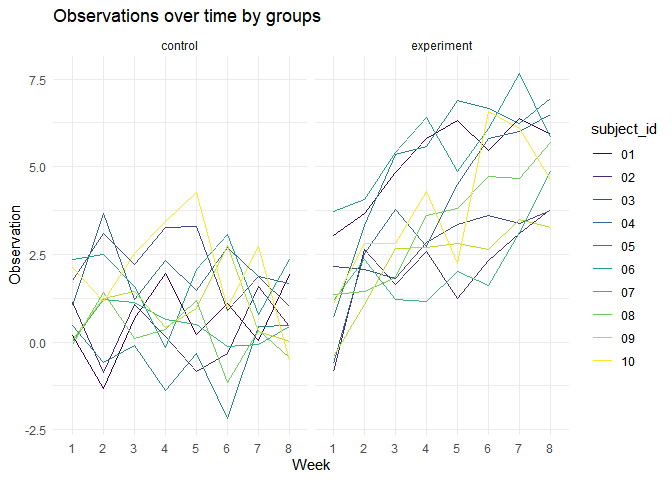 Observations over time by groups
control
experiment
7.5
5.0
2.5
0.0
-2.5
Observation
1 2 3 4 5 6 7 8
1 2 3 4 5 6 7 8
Week
subject_id
01
02
03
04
05
06
07
08
09
10